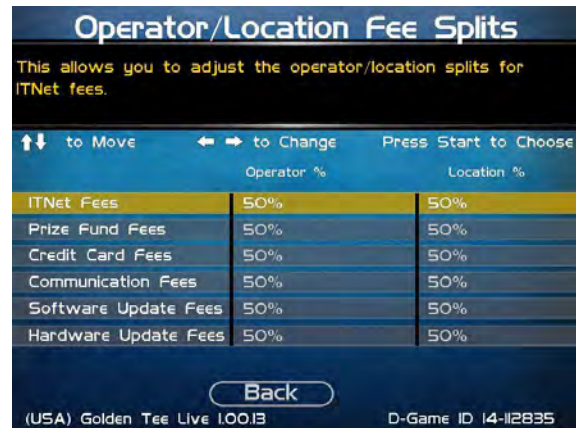 Operator/Location Fee Splits
This allows you to adjust the operator/location splits for
ITNet fees.
to Move to Change Press Start to Choose
Operator % Location %
ITNet Fees 50% 50%
Prize Fund Fees 50% 50%
Credit Card Fees 50% 50%
Communication Fees 50% 50%
Software Update Fees 50% 50%
Hardware Update Fees 50% 50%
Back
(USA) Golden Tee Live 1.00.13 D-Game ID 14-112835